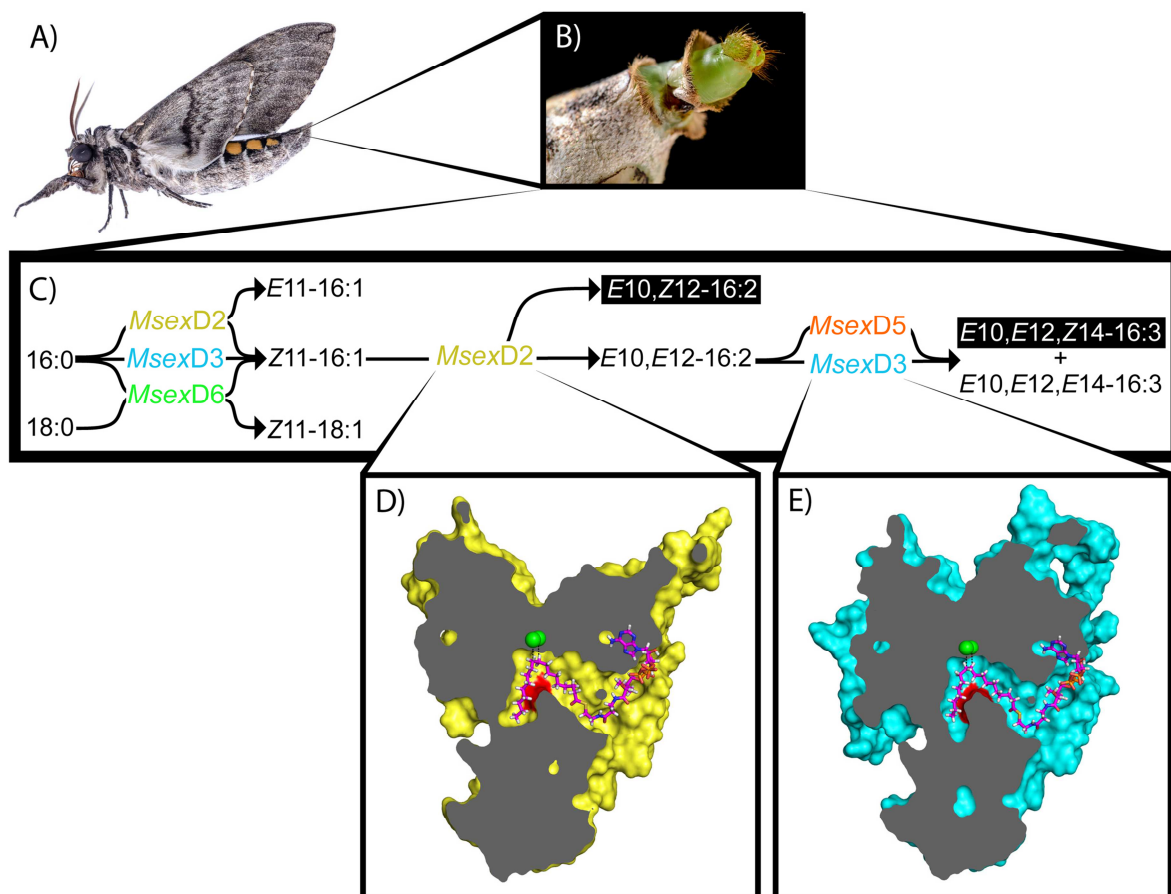 A)
B)
C)
E11-16:1
E10,Z12-16:2
MsexD2
MsexD5
E10,E12,Z14-16:3
16:0
MsexD3
Z11-16:1
MsexD2
E10,E12-16:2
MsexD3
+
E10,E12,E14-16:3
MsexD6
18:0
Z11-18:1
D)
E)